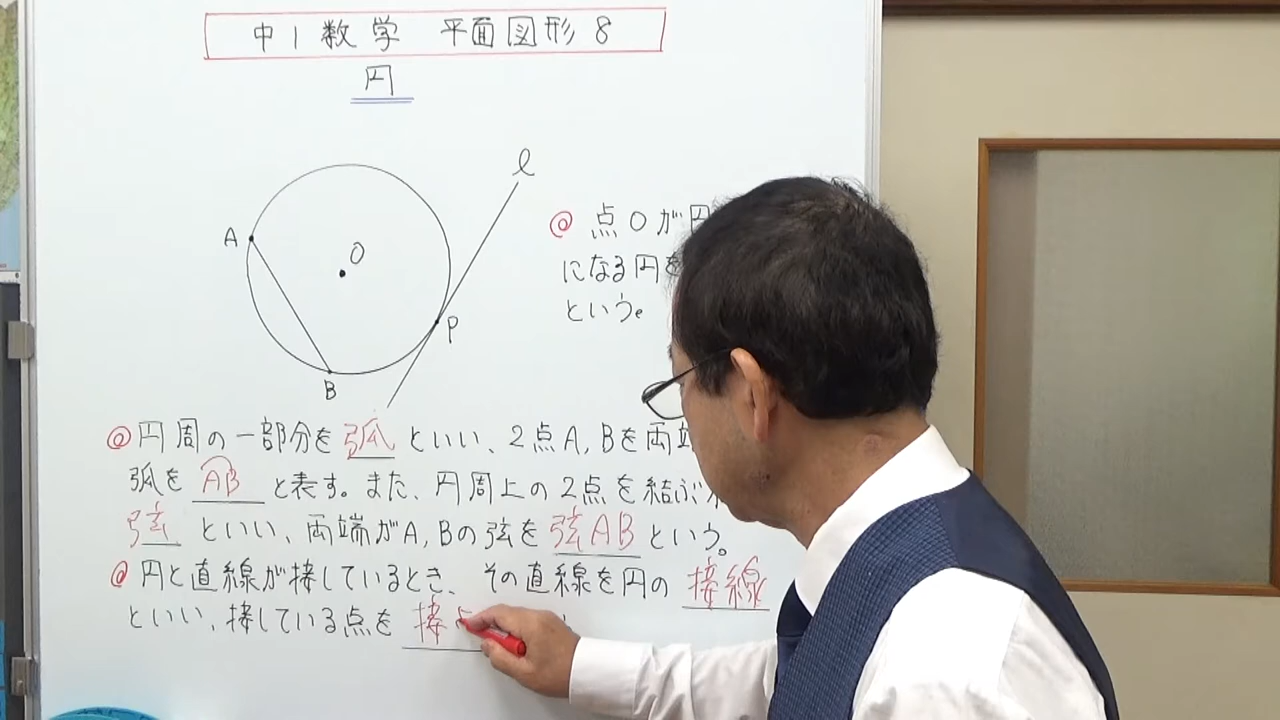 中1数学 平面図形8
円
ℓ
A
O
P
B
@ 点Oが円
になる円を
という。
@ 円周の一部分を 弧 といい、2点A, Bを両端
弧を AB と表す。また、円周上の2点を結ぶ
弦 といい、両端がA, Bの弦を 弦AB という。
@ 円と直線が接しているとき、その直線を円の 接線
といい、接している点を 接